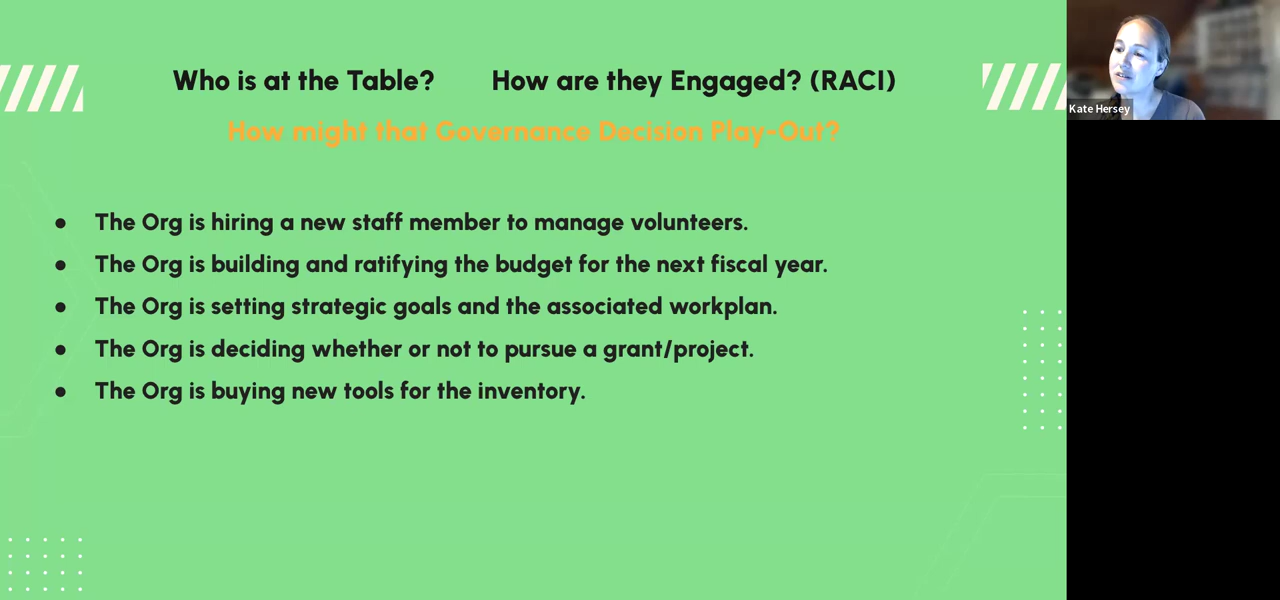 Who is at the Table? How are they Engaged? (RACI)
How might that Governance Decision Play-Out?
● The Org is hiring a new staff member to manage volunteers.
● The Org is building and ratifying the budget for the next fiscal year.
● The Org is setting strategic goals and the associated workplan.
● The Org is deciding whether or not to pursue a grant/project.
● The Org is buying new tools for the inventory.
Kate Hersey